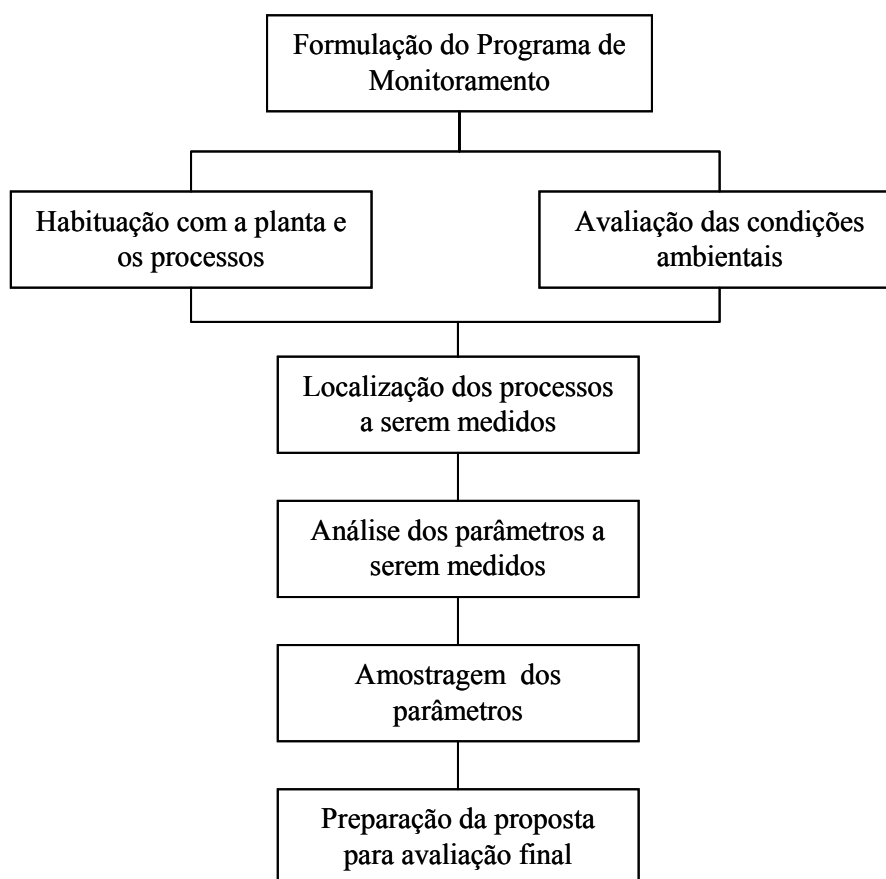 Formulação do Programa de
Monitoramento
Habituação com a planta e
os processos
Avaliação das condições
ambientais
Localização dos processos
a serem medidos
Análise dos parâmetros a
serem medidos
Amostragem dos
parâmetros
Preparação da proposta
para avaliação final